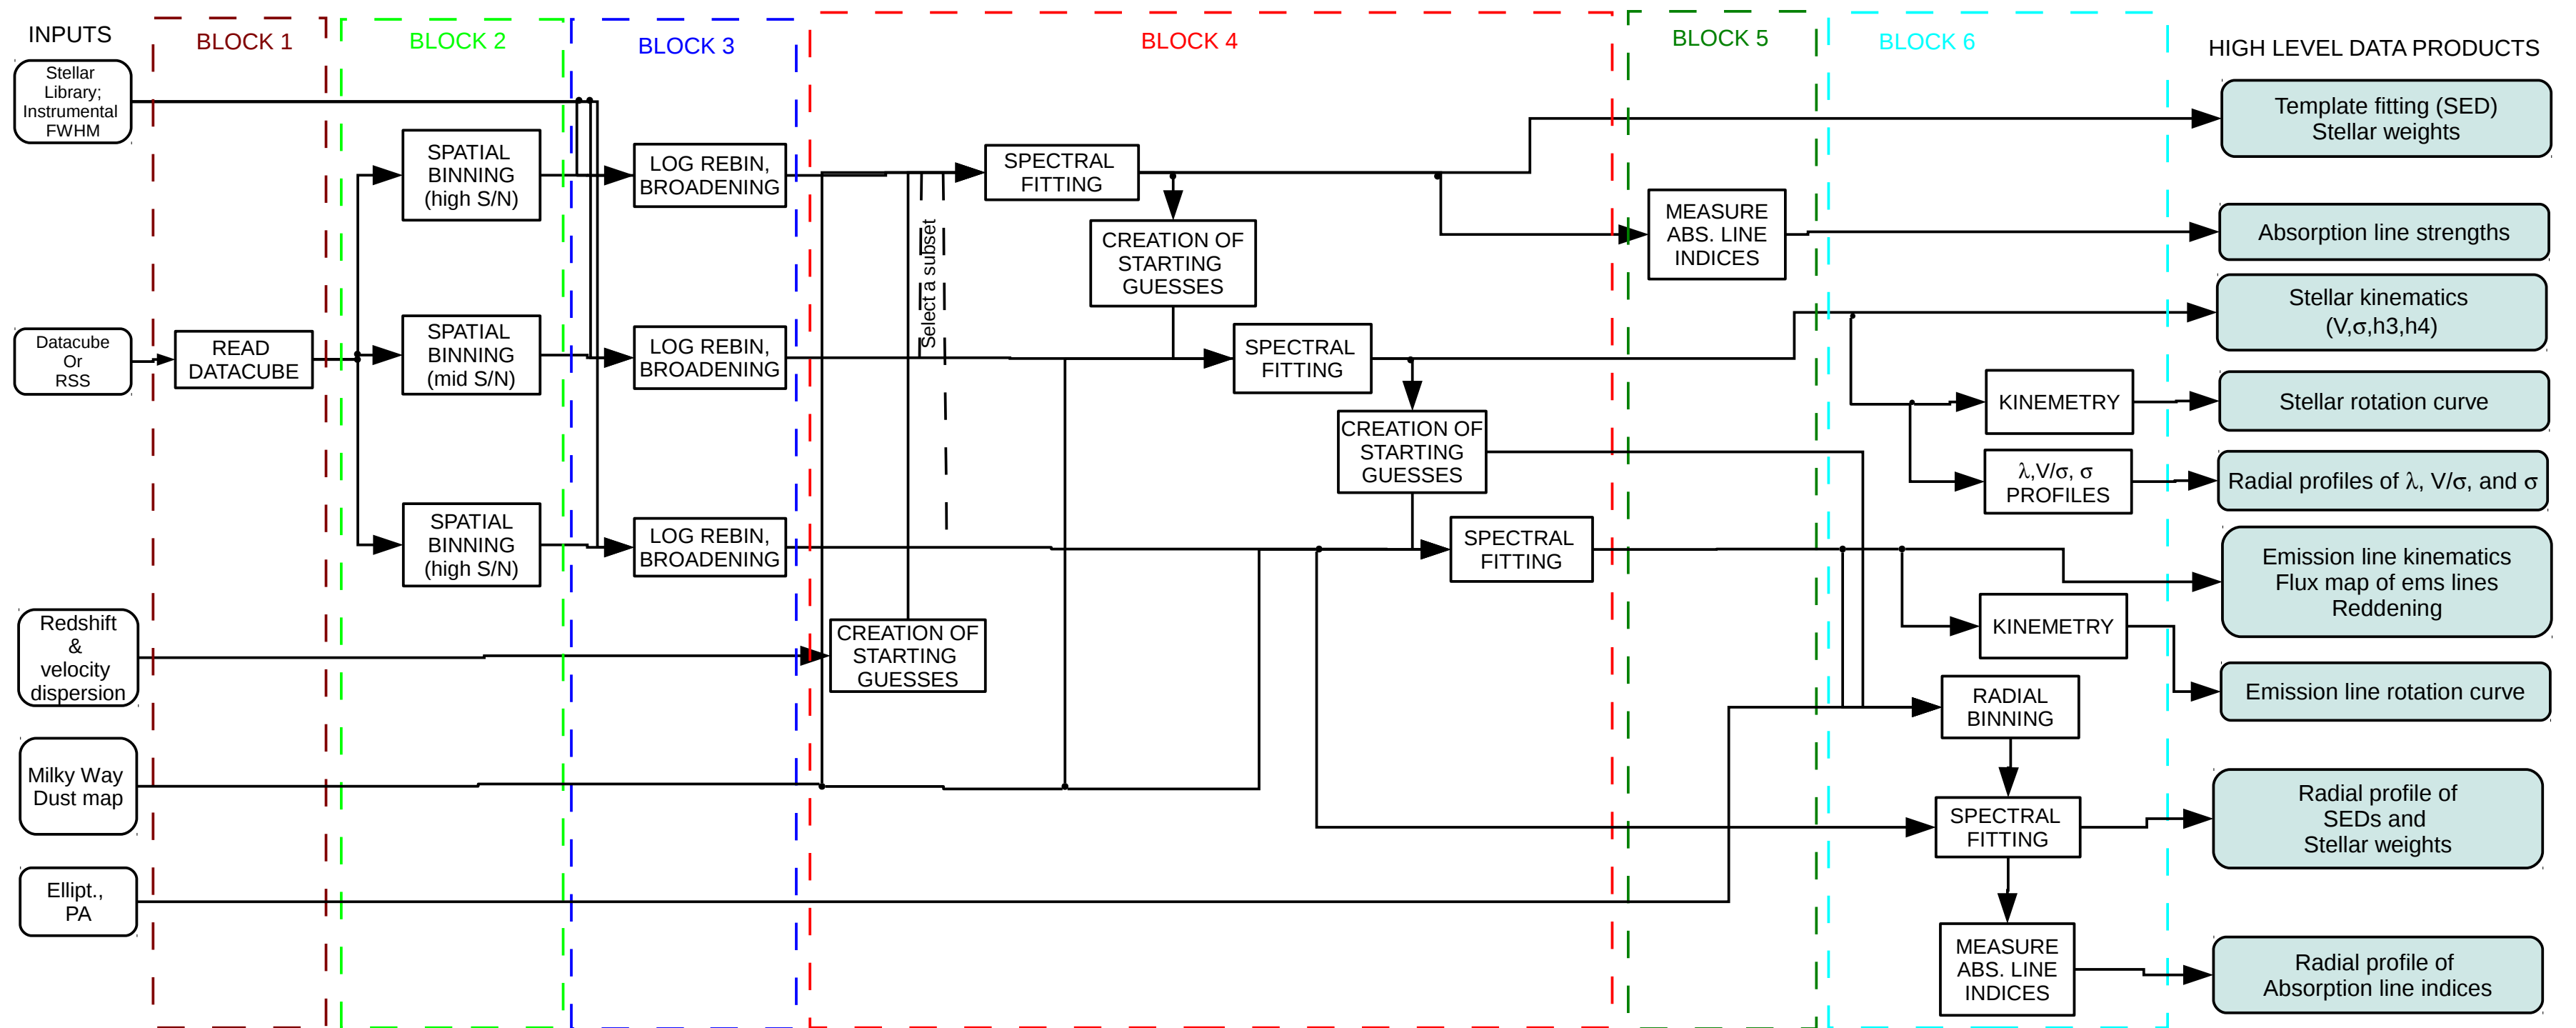 INPUTS
BLOCK 1
BLOCK 2
BLOCK 3
BLOCK 4
BLOCK 5
BLOCK 6
HIGH LEVEL DATA PRODUCTS
Stellar
Library;
Instrumental
FWHM
Datacube
Or
RSS
Redshift
&
velocity
dispersion
Milky Way
Dust map
Ellipt.,
PA
READ
DATACUBE
SPATIAL
BINNING
(high S/N)
SPATIAL
BINNING
(mid S/N)
SPATIAL
BINNING
(high S/N)
LOG REBIN,
BROADENING
LOG REBIN,
BROADENING
LOG REBIN,
BROADENING
Select a subset
SPECTRAL
FITTING
CREATION OF
STARTING
GUESSES
SPECTRAL
FITTING
CREATION OF
STARTING
GUESSES
SPECTRAL
FITTING
CREATION OF
STARTING
GUESSES
MEASURE
ABS. LINE
INDICES
KINEMETRY
λ,V/σ, σ
PROFILES
KINEMETRY
RADIAL
BINNING
SPECTRAL
FITTING
MEASURE
ABS. LINE
INDICES
Template fitting (SED)
Stellar weights
Absorption line strengths
Stellar kinematics
(V,σ,h3,h4)
Stellar rotation curve
Radial profiles of λ, V/σ, and σ
Emission line kinematics
Flux map of ems lines
Reddening
Emission line rotation curve
Radial profile of
SEDs and
Stellar weights
Radial profile of
Absorption line indices